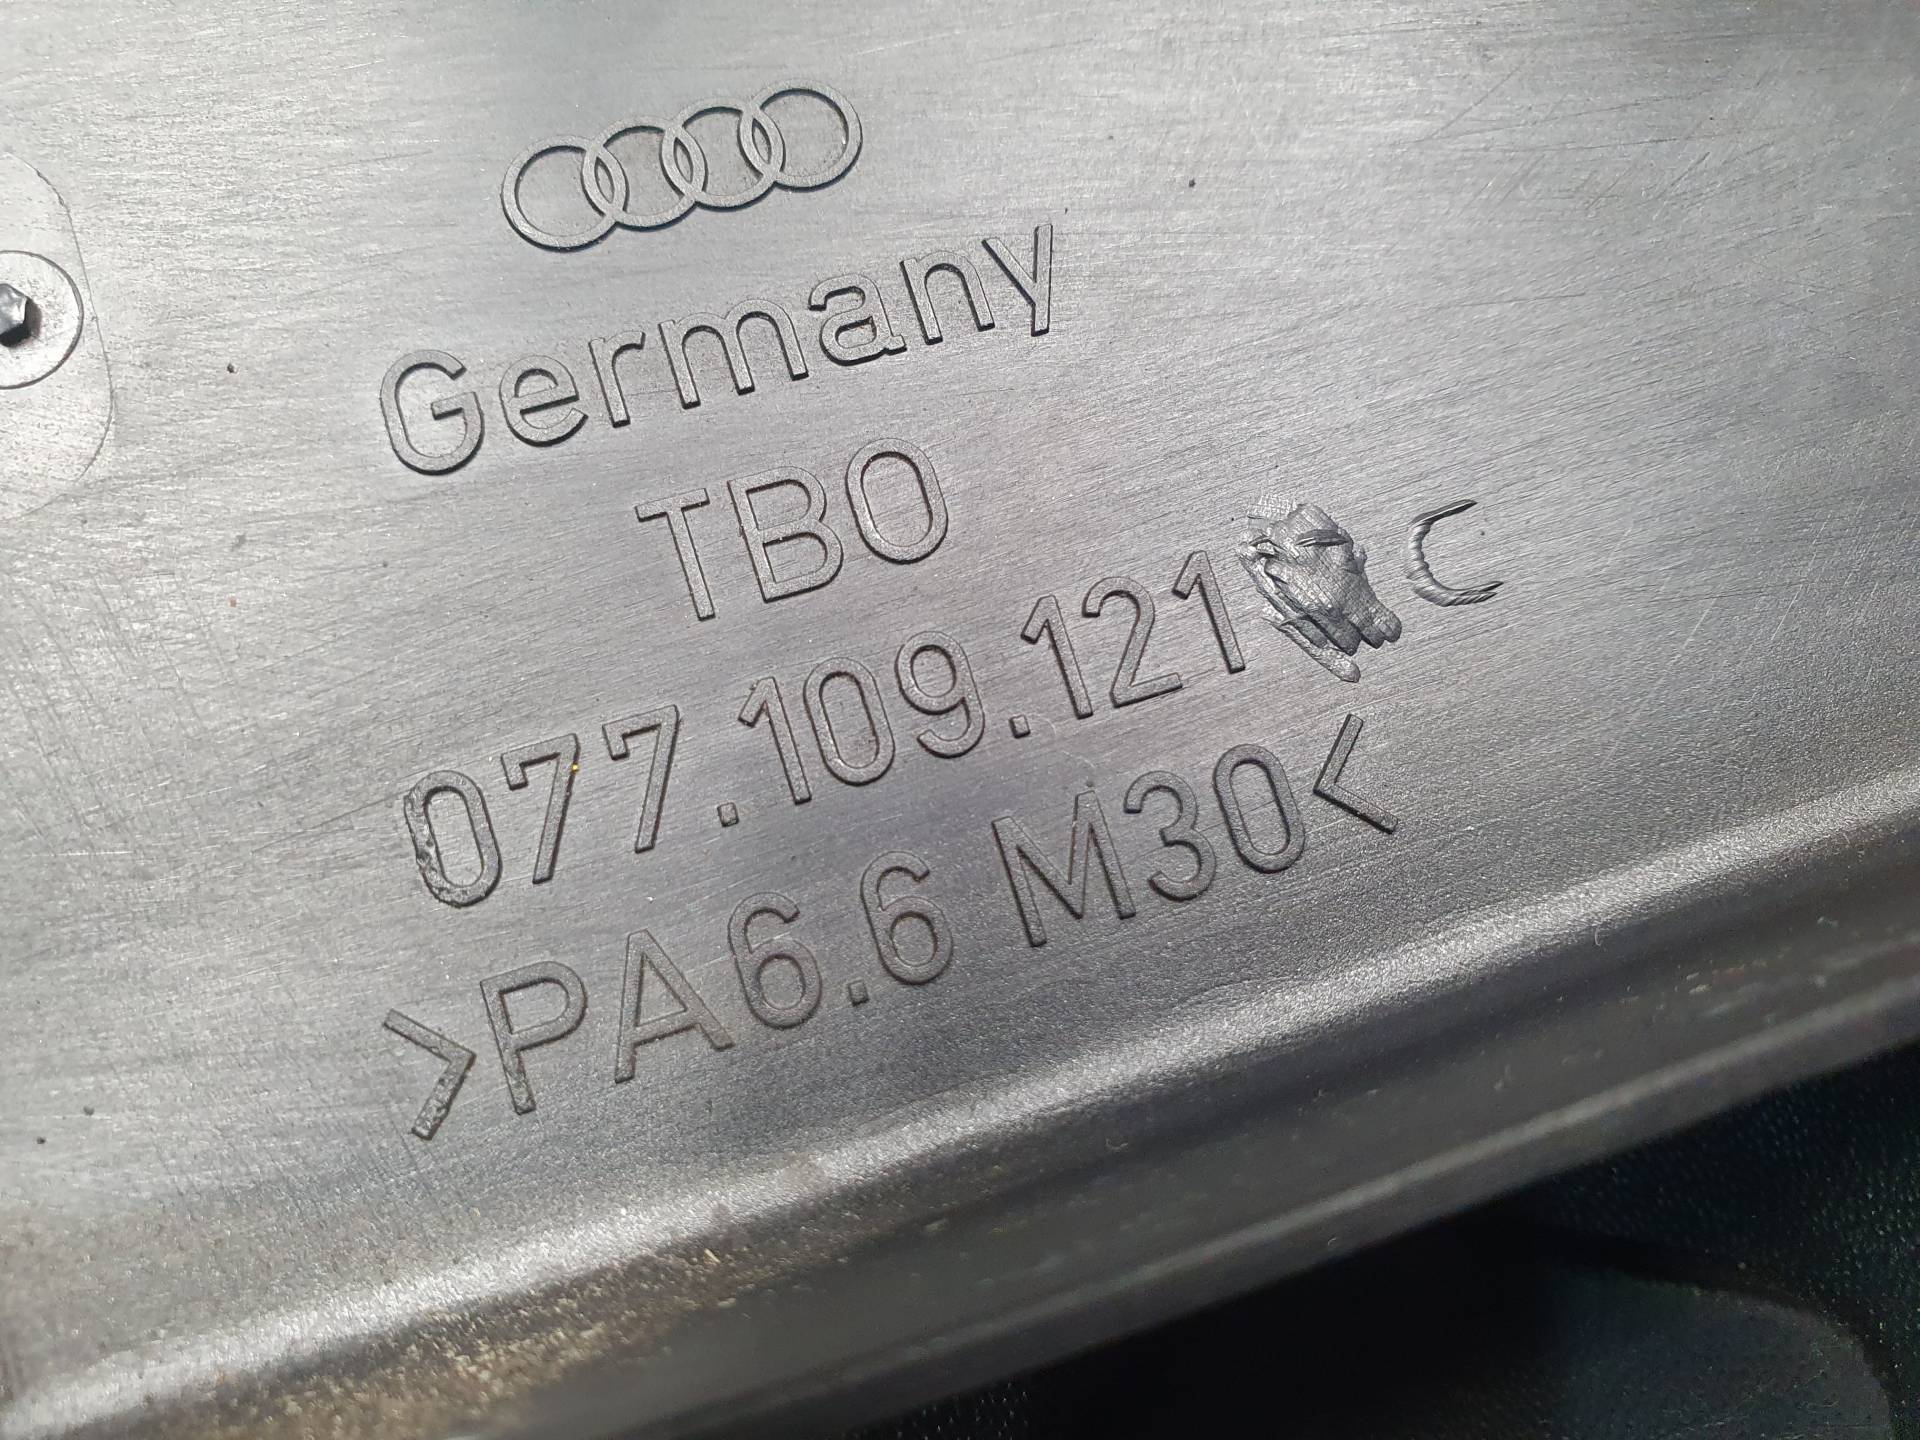 Germany
TBO
077.109.121 C
>PA6.6 M30<